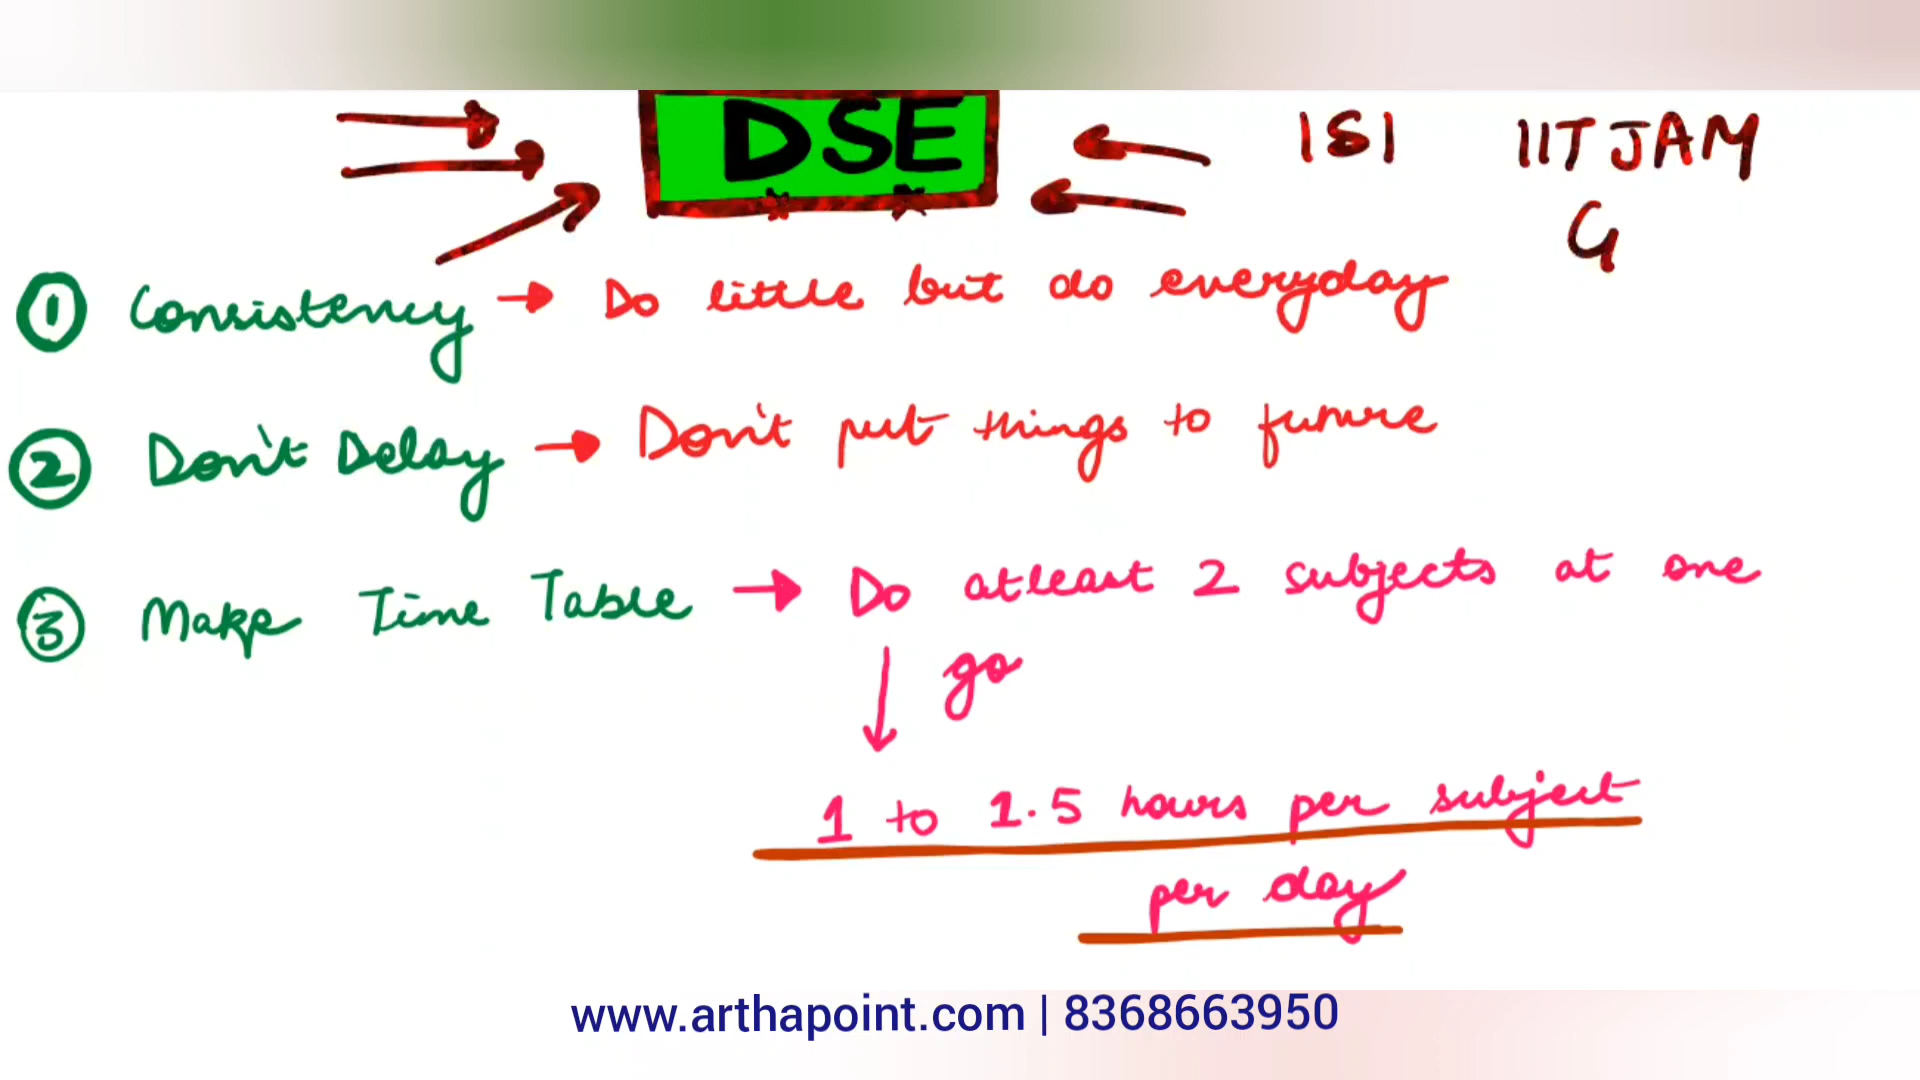 DSE ISI IIT JAM
G
① Consistency → Do little but do everyday
② Don't Delay → Don't put things to future
③ Make Time Table → Do atleast 2 subjects at one
↓ go
1 to 1.5 hours per subject
per day
www.arthapoint.com | 8368663950